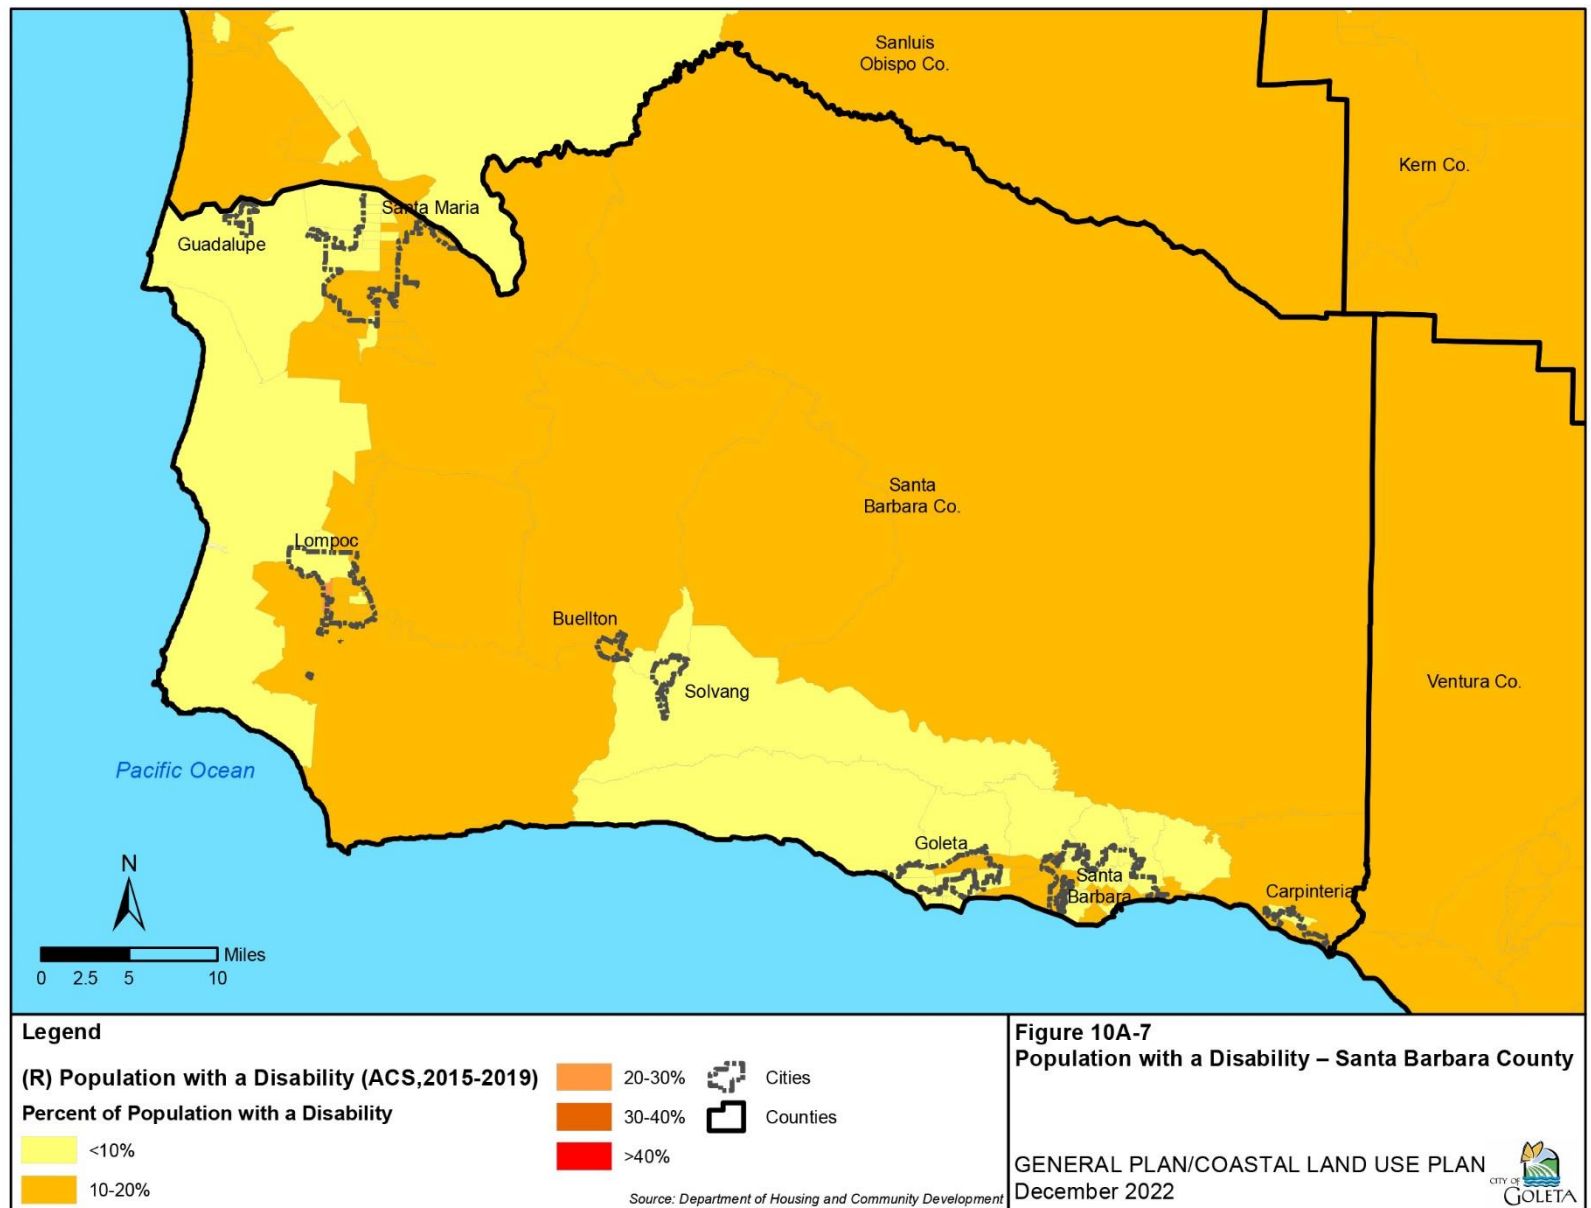 Sanluis
Obispo Co.
Kern Co.
Santa Maria
Guadalupe
Santa
Barbara Co.
Lompoc
Buellton
Solvang
Ventura Co.
Pacific Ocean
Goleta
Santa
Barbara
Carpinteria
N
Miles
0 2.5 5 10
Legend
(R) Population with a Disability (ACS,2015-2019)
Percent of Population with a Disability
<10%
10-20%
20-30%
30-40%
>40%
Cities
Counties
Source: Department of Housing and Community Development
Figure 10A-7
Population with a Disability – Santa Barbara County
GENERAL PLAN/COASTAL LAND USE PLAN
December 2022
CITY OF
GOLETA